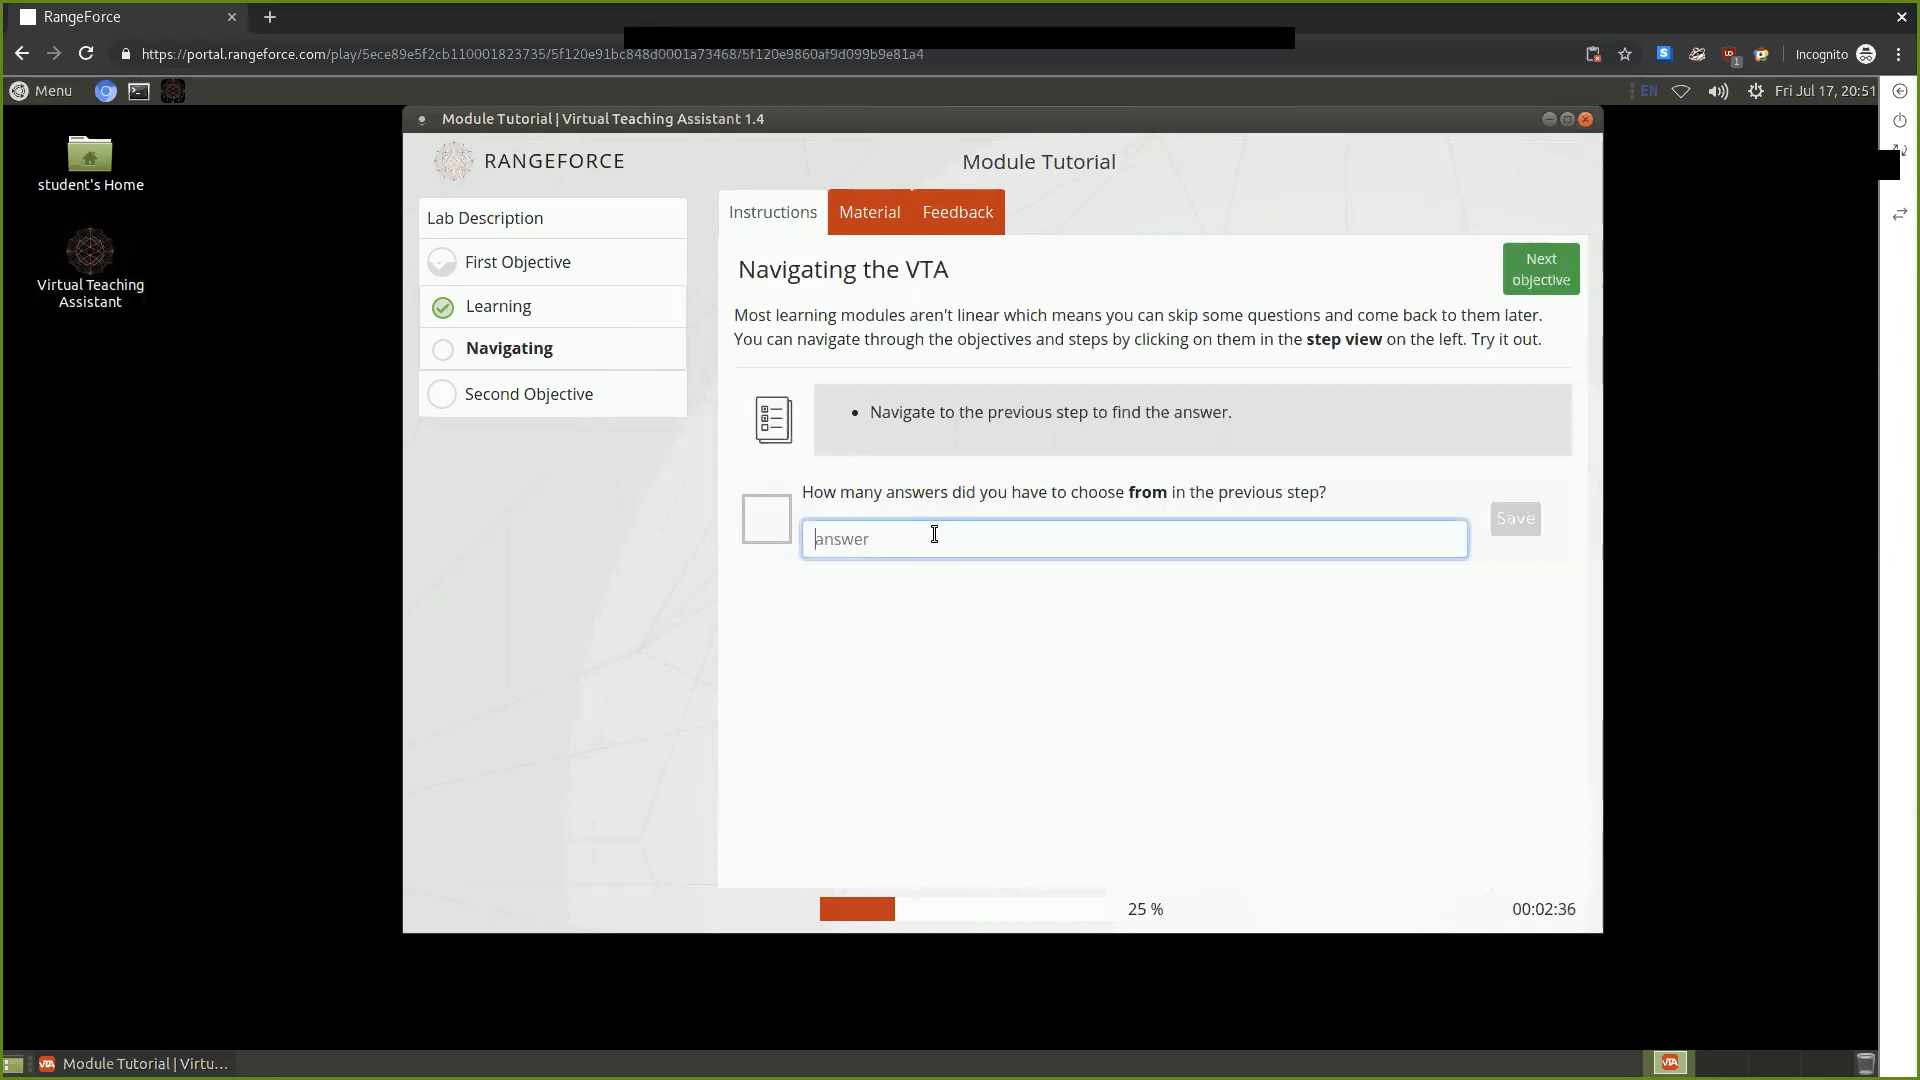 RangeForce
https://portal.rangeforce.com/play/5ece89e5f2cb110001823735/5f120e91bc848d0001a73468/5f120e9860af9d099b9e81a4
Incognito
Menu
EN
Fri Jul 17, 20:51
student's Home
Virtual Teaching
Assistant
Module Tutorial | Virtual Teaching Assistant 1.4
RANGEFORCE
Module Tutorial
Lab Description
First Objective
Learning
Navigating
Second Objective
Instructions
Material
Feedback
Navigating the VTA
Next
objective
Most learning modules aren't linear which means you can skip some questions and come back to them later.
You can navigate through the objectives and steps by clicking on them in the step view on the left. Try it out.
• Navigate to the previous step to find the answer.
How many answers did you have to choose from in the previous step?
answer
Save
25 %
00:02:36
VTA
Module Tutorial | Virtu...
VTA